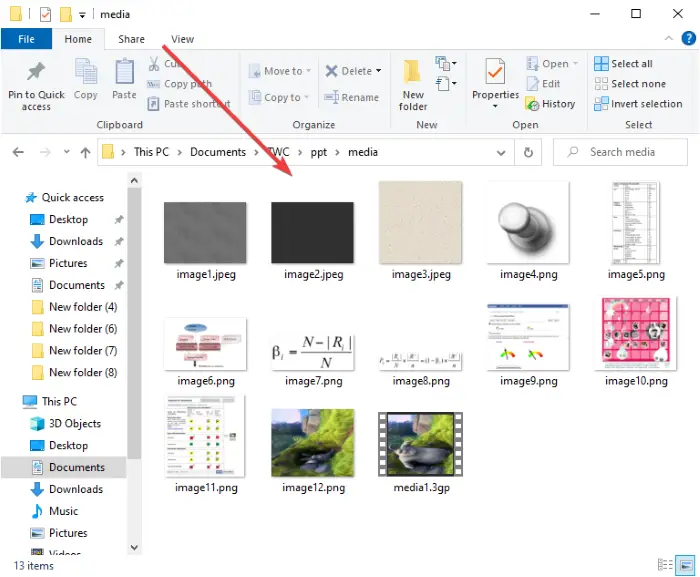 media
File Home Share View
Pin to Quick access
Copy
Paste
Copy path
Paste shortcut
Clipboard
Move to
Copy to
Delete
Rename
Organize
New folder
New
Properties
Open
Edit
History
Open
Select all
Select none
Invert selection
Select
This PC > Documents > TWC > ppt > media
Search media
Quick access
Desktop
Downloads
Pictures
Documents
New folder (4)
New folder (6)
New folder (7)
New folder (8)
This PC
3D Objects
Desktop
Documents
Downloads
Music
Pictures
Videos
image1.jpeg
image2.jpeg
image3.jpeg
image4.png
image5.png
image6.png
βi = N−|Ri| / N
image7.png
image8.png
image9.png
image10.png
image11.png
image12.png
media1.3gp
13 items